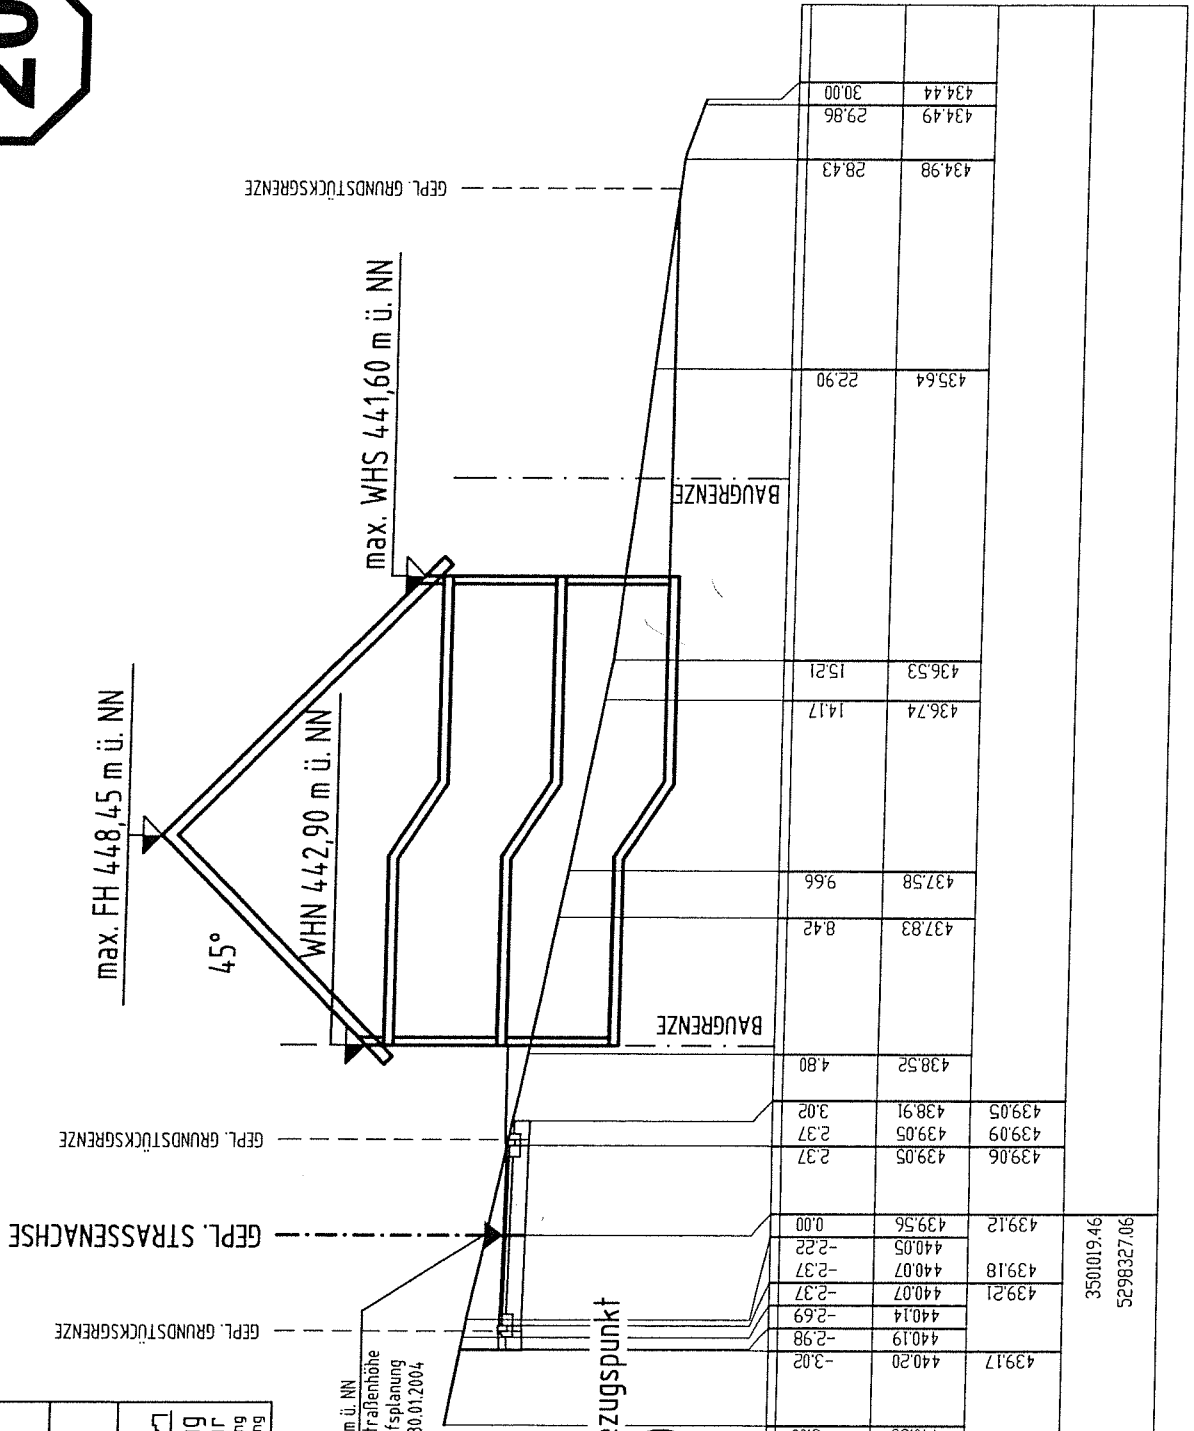 20
GEPL. GRUNDSTÜCKSGRENZE
max. WHS 441,60 m ü. NN
max. FH 448,45 m ü. NN
WHN 442,90 m ü. NN
45°
BAUGRENZE
BAUGRENZE
GEPL. GRUNDSTÜCKSGRENZE
GEPL. STRASSENACHSE
GEPL. GRUNDSTÜCKSGRENZE
m ü. NN
raßenhöhe
fsplanung
30.01.2004
zugspunkt
30.00 434.44
29.86 434.49
28.43 434.98
22.90 435.64
15.21 436.53
14.17 436.74
9.66 437.58
8.42 437.83
4.80 438.52
3.02 438.91 439.05
2.37 439.05 439.09
2.37 439.05 439.06
0.00 439.56 439.12
-2.22 440.05
-2.37 440.07 439.18
-2.37 440.07 439.21
-2.69 440.14
-2.98 440.19
-3.02 440.20 439.17
3501019.46
5298327.06